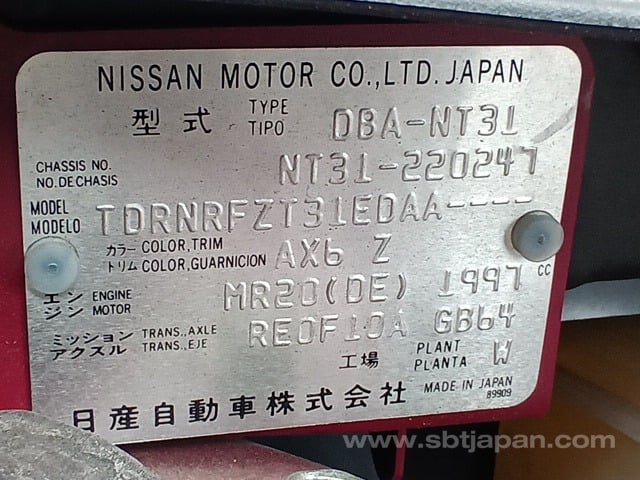 NISSAN MOTOR CO.,LTD. JAPAN
型式 TYPE TIPO DBA-NT31
CHASSIS NO. NO. DE CHASIS NT31-220247
MODEL MODELO TDRNRFZT31EDAA----
カラー COLOR,TRIM トリム COLOR,GUARNICION AX6 Z
エンジン ENGINE MOTOR MR20(DE) 1997 CC
ミッション アクスル TRANS.,AXLE TRANS.,EJE RE0F10A GB64
工場 PLANT PLANTA W
日産自動車株式会社 MADE IN JAPAN
89909
www.sbtjapan.com